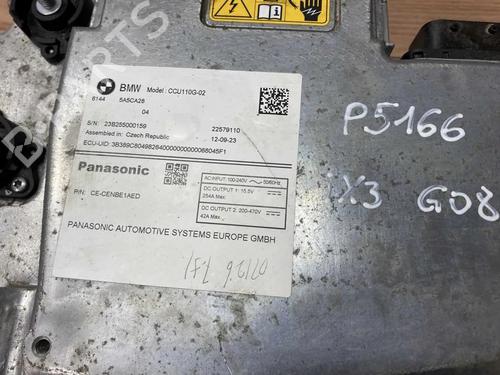 BMW Model: CCU110G-02
6144 5A5CA28
04
S/N: 23B255000159 22579110
Assembled in: Czech Republic 12-09-23
ECU-UID: 3B389C80498264000000000068045F1
Panasonic
P/N: CE-CENBE1AED
AC INPUT: 100-240V 50/60Hz
DC OUTPUT 1: 15.5V
254A Max.
DC OUTPUT 2: 200-470V
42A Max.
PANASONIC AUTOMOTIVE SYSTEMS EUROPE GMBH
P5166
X3 G08